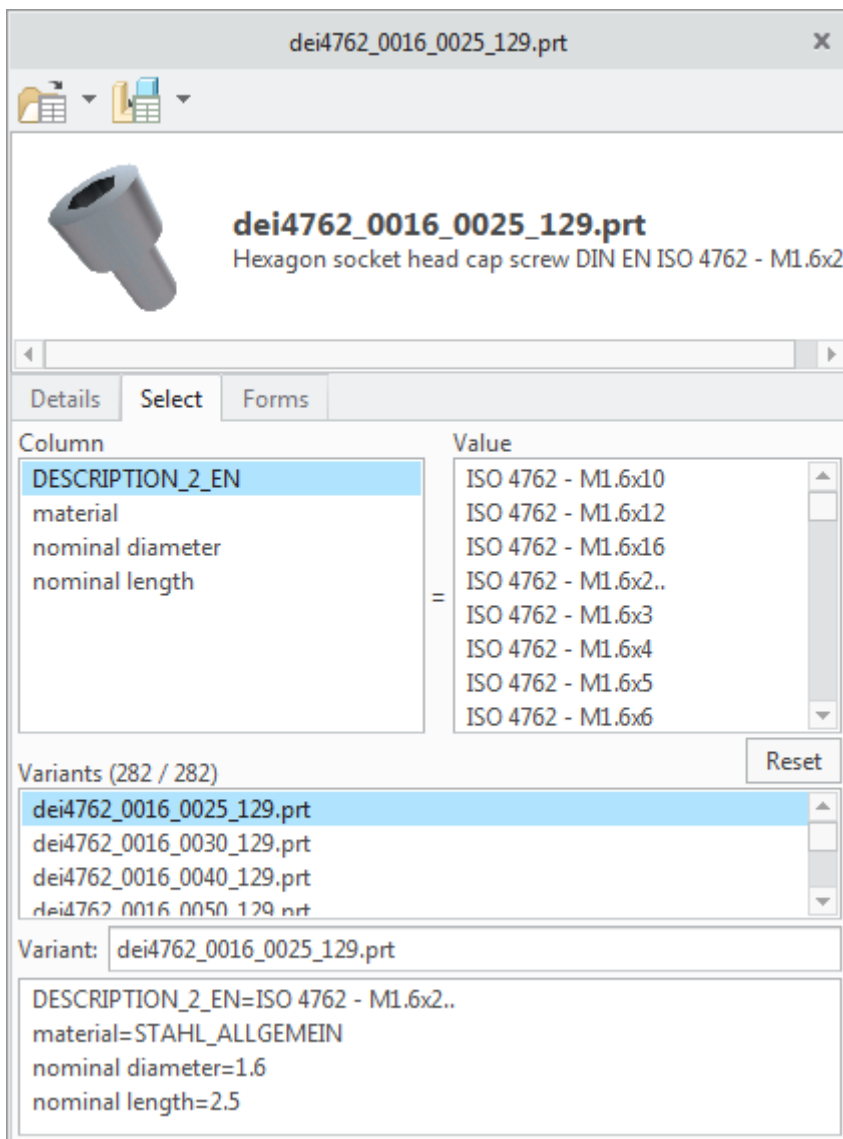 dei4762_0016_0025_129.prt
dei4762_0016_0025_129.prt
Hexagon socket head cap screw DIN EN ISO 4762 - M1.6x2
Details Select Forms
Column Value
DESCRIPTION_2_EN
material
nominal diameter
nominal length
=
ISO 4762 - M1.6x10
ISO 4762 - M1.6x12
ISO 4762 - M1.6x16
ISO 4762 - M1.6x2..
ISO 4762 - M1.6x3
ISO 4762 - M1.6x4
ISO 4762 - M1.6x5
ISO 4762 - M1.6x6
Variants (282 / 282) Reset
dei4762_0016_0025_129.prt
dei4762_0016_0030_129.prt
dei4762_0016_0040_129.prt
dei4762_0016_0050_129.prt
Variant: dei4762_0016_0025_129.prt
DESCRIPTION_2_EN=ISO 4762 - M1.6x2..
material=STAHL_ALLGEMEIN
nominal diameter=1.6
nominal length=2.5